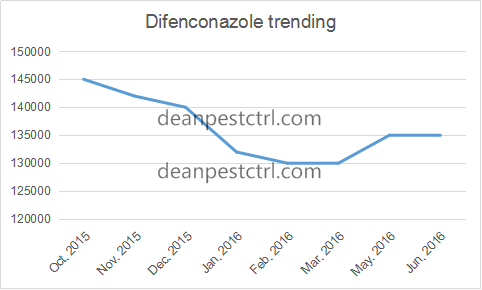 Difenconazole trending
150000
145000
140000
135000
130000
125000
120000
deanpestctrl.com
deanpestctrl.com
Oct. 2015 Nov. 2015 Dec. 2015 Jan. 2016 Feb. 2016 Mar. 2016 May. 2016 Jun. 2016